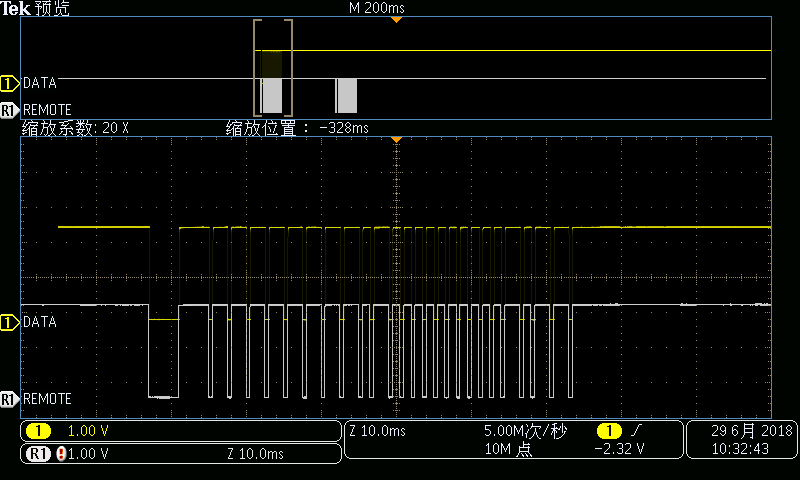 Tek 预览 M 200ms
1 DATA
R1 REMOTE
缩放系数: 20 X 缩放位置: -328ms
1 DATA
R1 REMOTE
1 1.00 V Z 10.0ms 5.00M次/秒 1 -2.32 V 29 6月 2018
R1 !1.00 V Z 10.0ms 10M 点 10:32:43